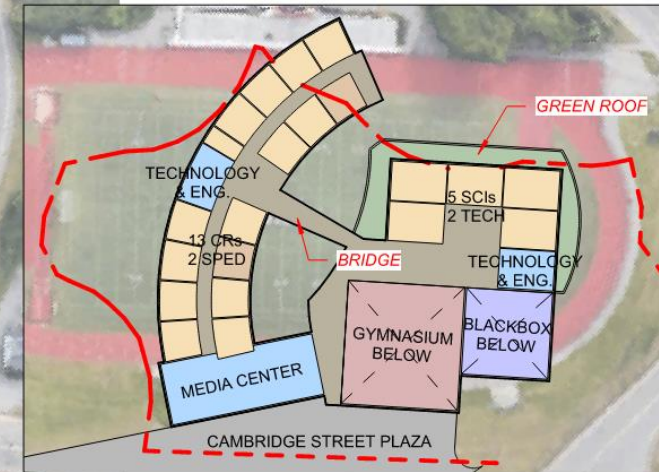 GREEN ROOF
TECHNOLOGY
& ENG.
5 SCIs
2 TECH
13 CRs
2 SPED
BRIDGE
TECHNOLOGY
& ENG.
GYMNASIUM
BELOW
BLACKBOX
BELOW
MEDIA CENTER
CAMBRIDGE STREET PLAZA